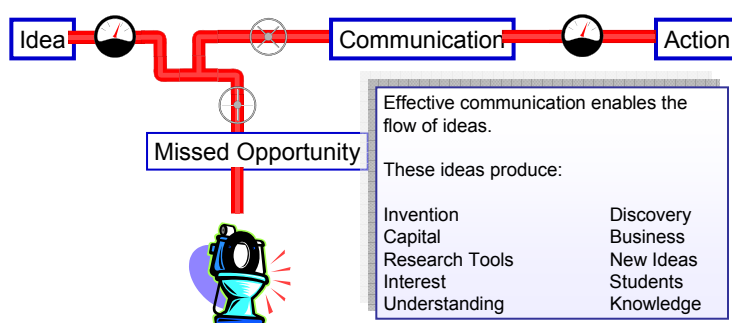 Idea
Communication
Action
Missed Opportunity
Effective communication enables the
flow of ideas.
These ideas produce:
Invention Discovery
Capital Business
Research Tools New Ideas
Interest Students
Understanding Knowledge